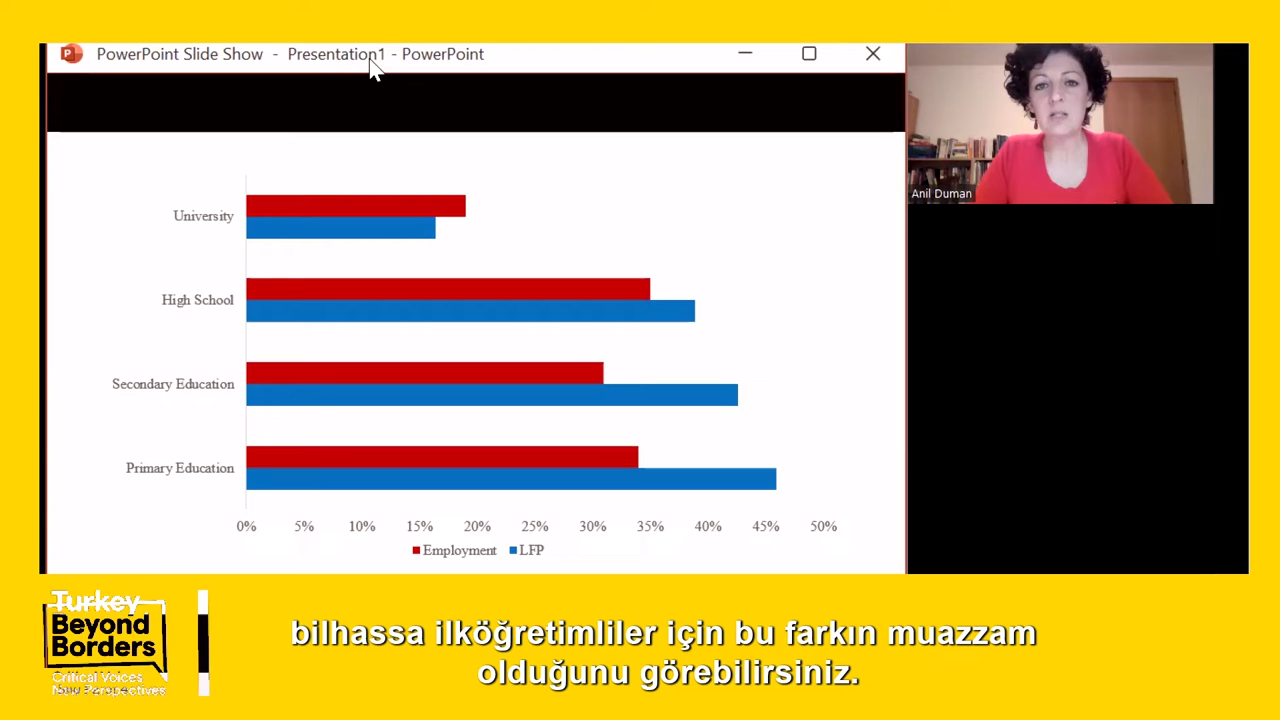 PowerPoint Slide Show - Presentation1 - PowerPoint
Anil Duman
University
High School
Secondary Education
Primary Education
0% 5% 10% 15% 20% 25% 30% 35% 40% 45% 50%
Employment LFP
Turkey
Beyond
Borders
Critical Voices
New Perspectives
bilhassa ilköğretimliler için bu farkın muazzam
olduğunu görebilirsiniz.